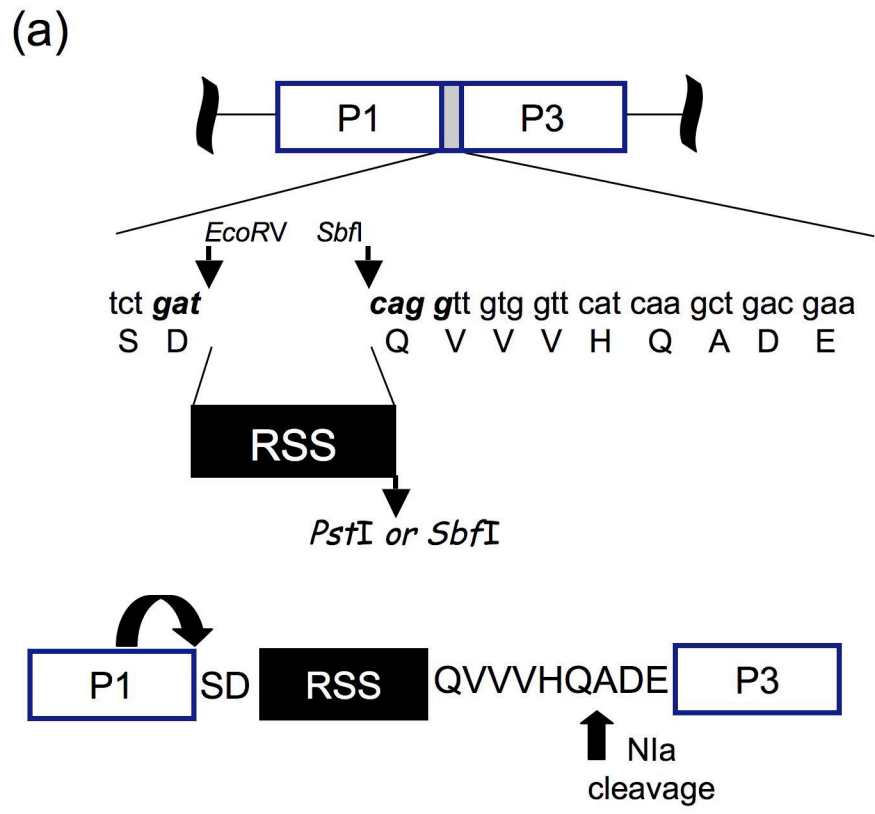 (a)
P1 P3
EcoRV SbfI
tct gat cag gtt gtg gtt cat caa gct gac gaa
S D Q V V V H Q A D E
RSS
PstI or SbfI
P1 SD RSS QVVVHQADE P3
NIa
cleavage